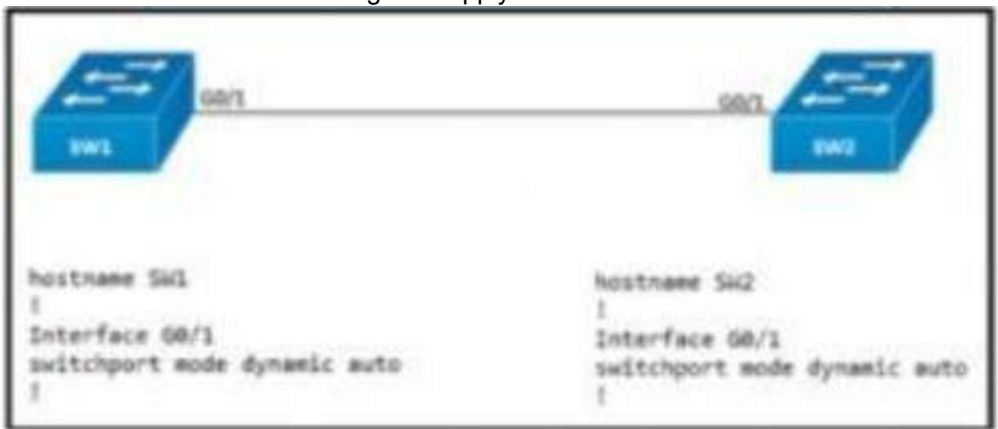 G0/1
G0/1
SW1
SW2
hostname SW1
!
Interface G0/1
switchport mode dynamic auto
!
hostname SW2
!
Interface G0/1
switchport mode dynamic auto
!